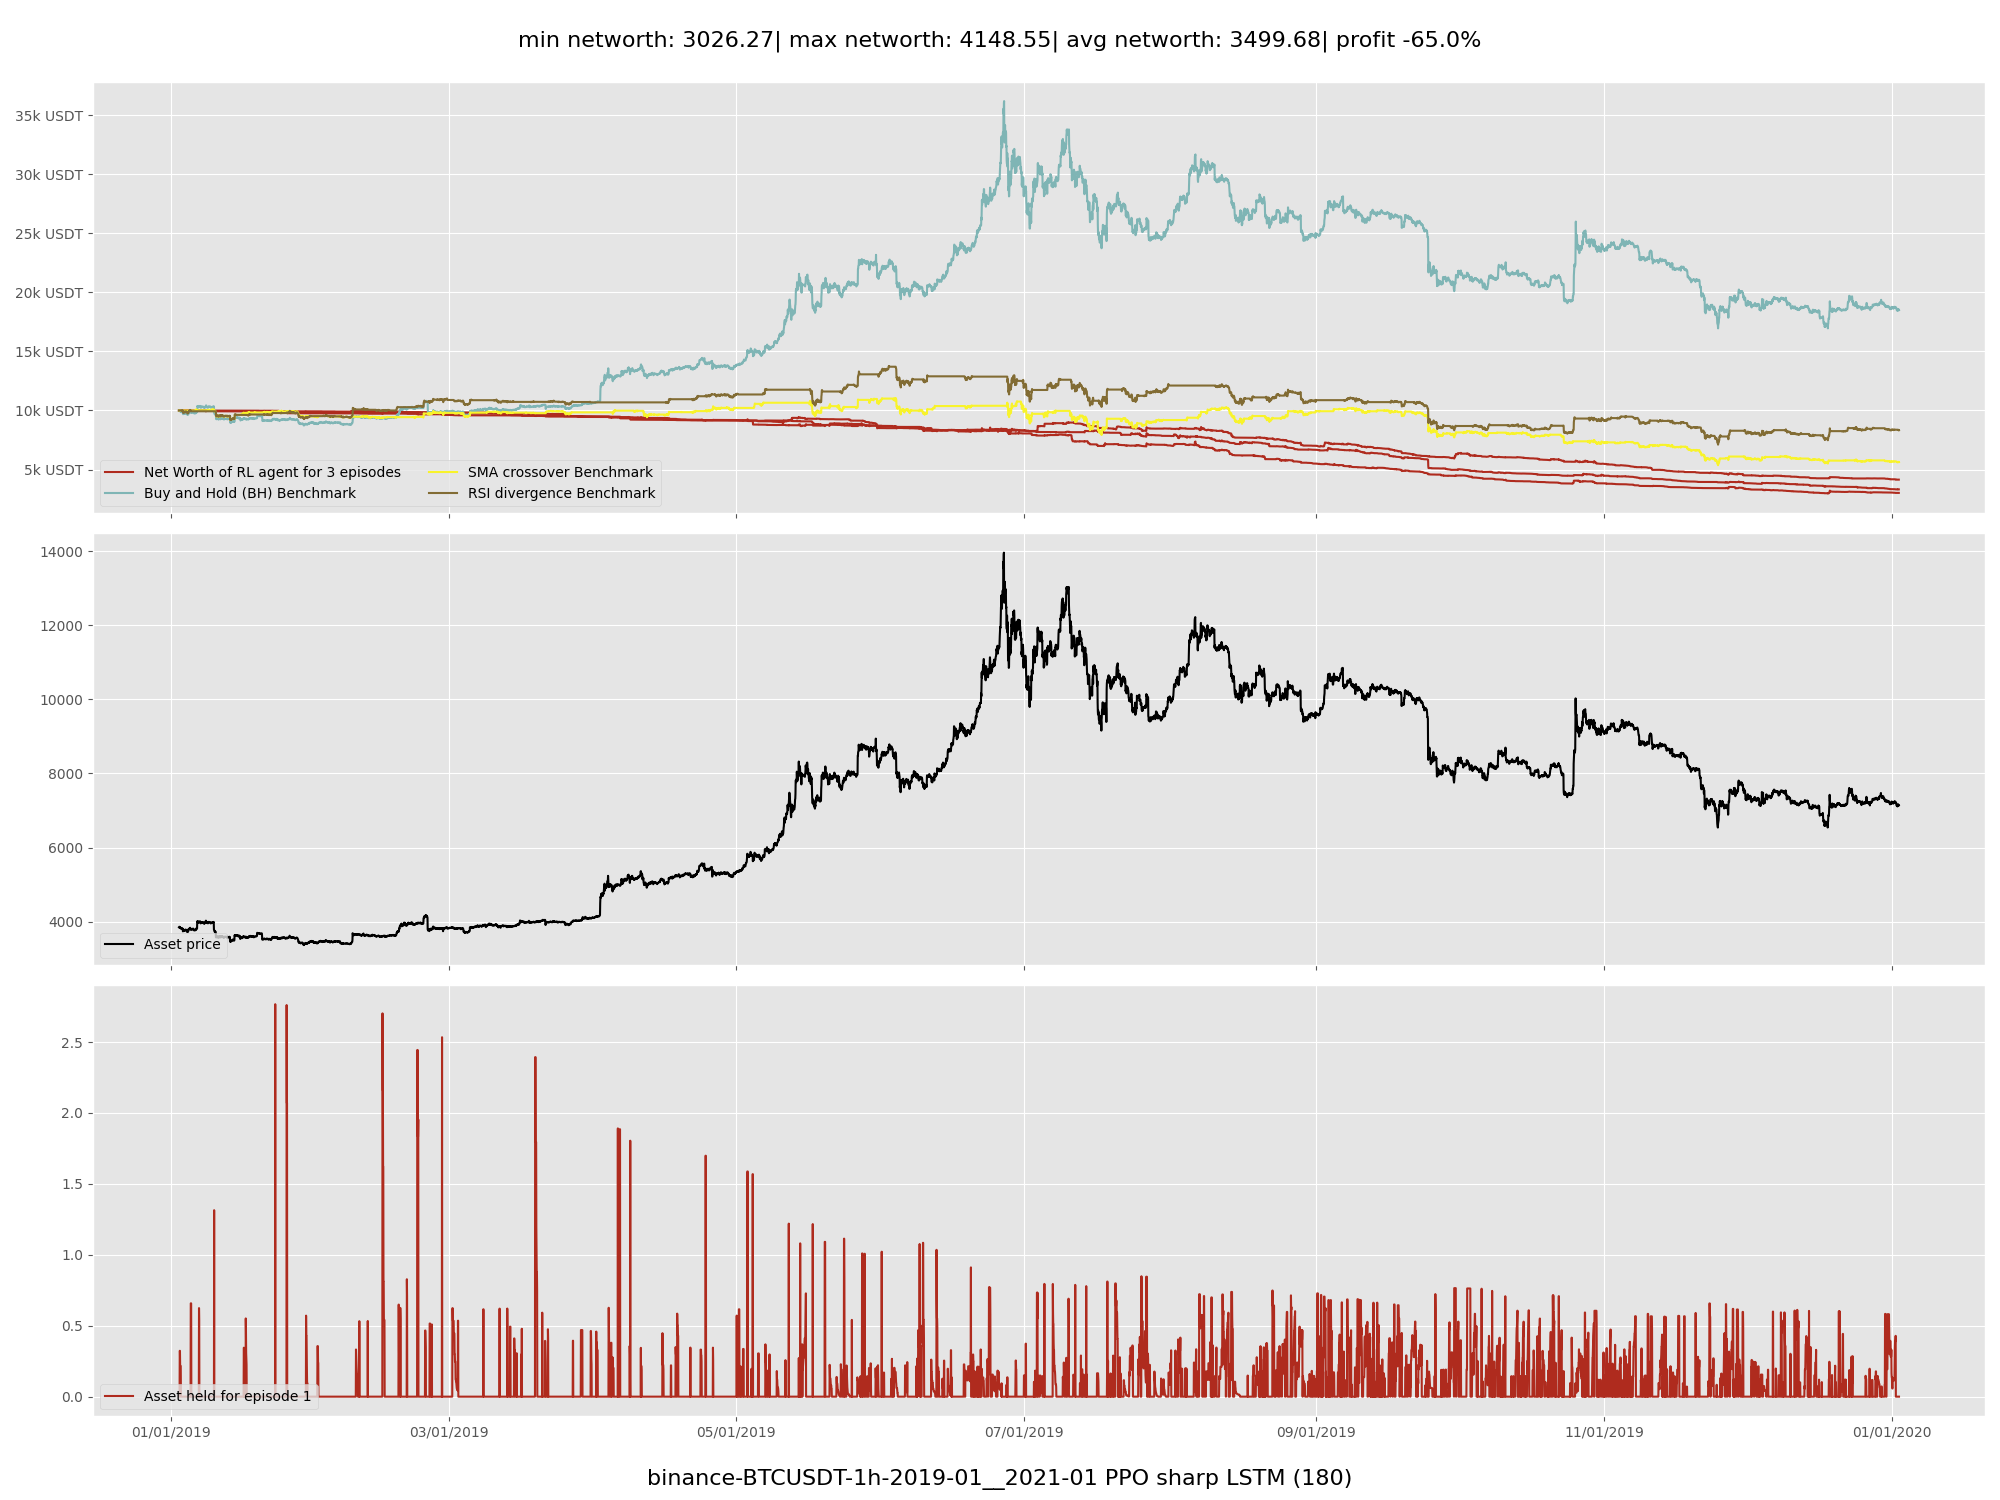 min networth: 3026.27| max networth: 4148.55| avg networth: 3499.68| profit -65.0%
35k USDT
30k USDT
25k USDT
20k USDT
15k USDT
10k USDT
5k USDT
Net Worth of RL agent for 3 episodes
Buy and Hold (BH) Benchmark
SMA crossover Benchmark
RSI divergence Benchmark
14000
12000
10000
8000
6000
4000
Asset price
2.5
2.0
1.5
1.0
0.5
0.0
Asset held for episode 1
01/01/2019 03/01/2019 05/01/2019 07/01/2019 09/01/2019 11/01/2019 01/01/2020
binance-BTCUSDT-1h-2019-01__2021-01 PPO sharp LSTM (180)